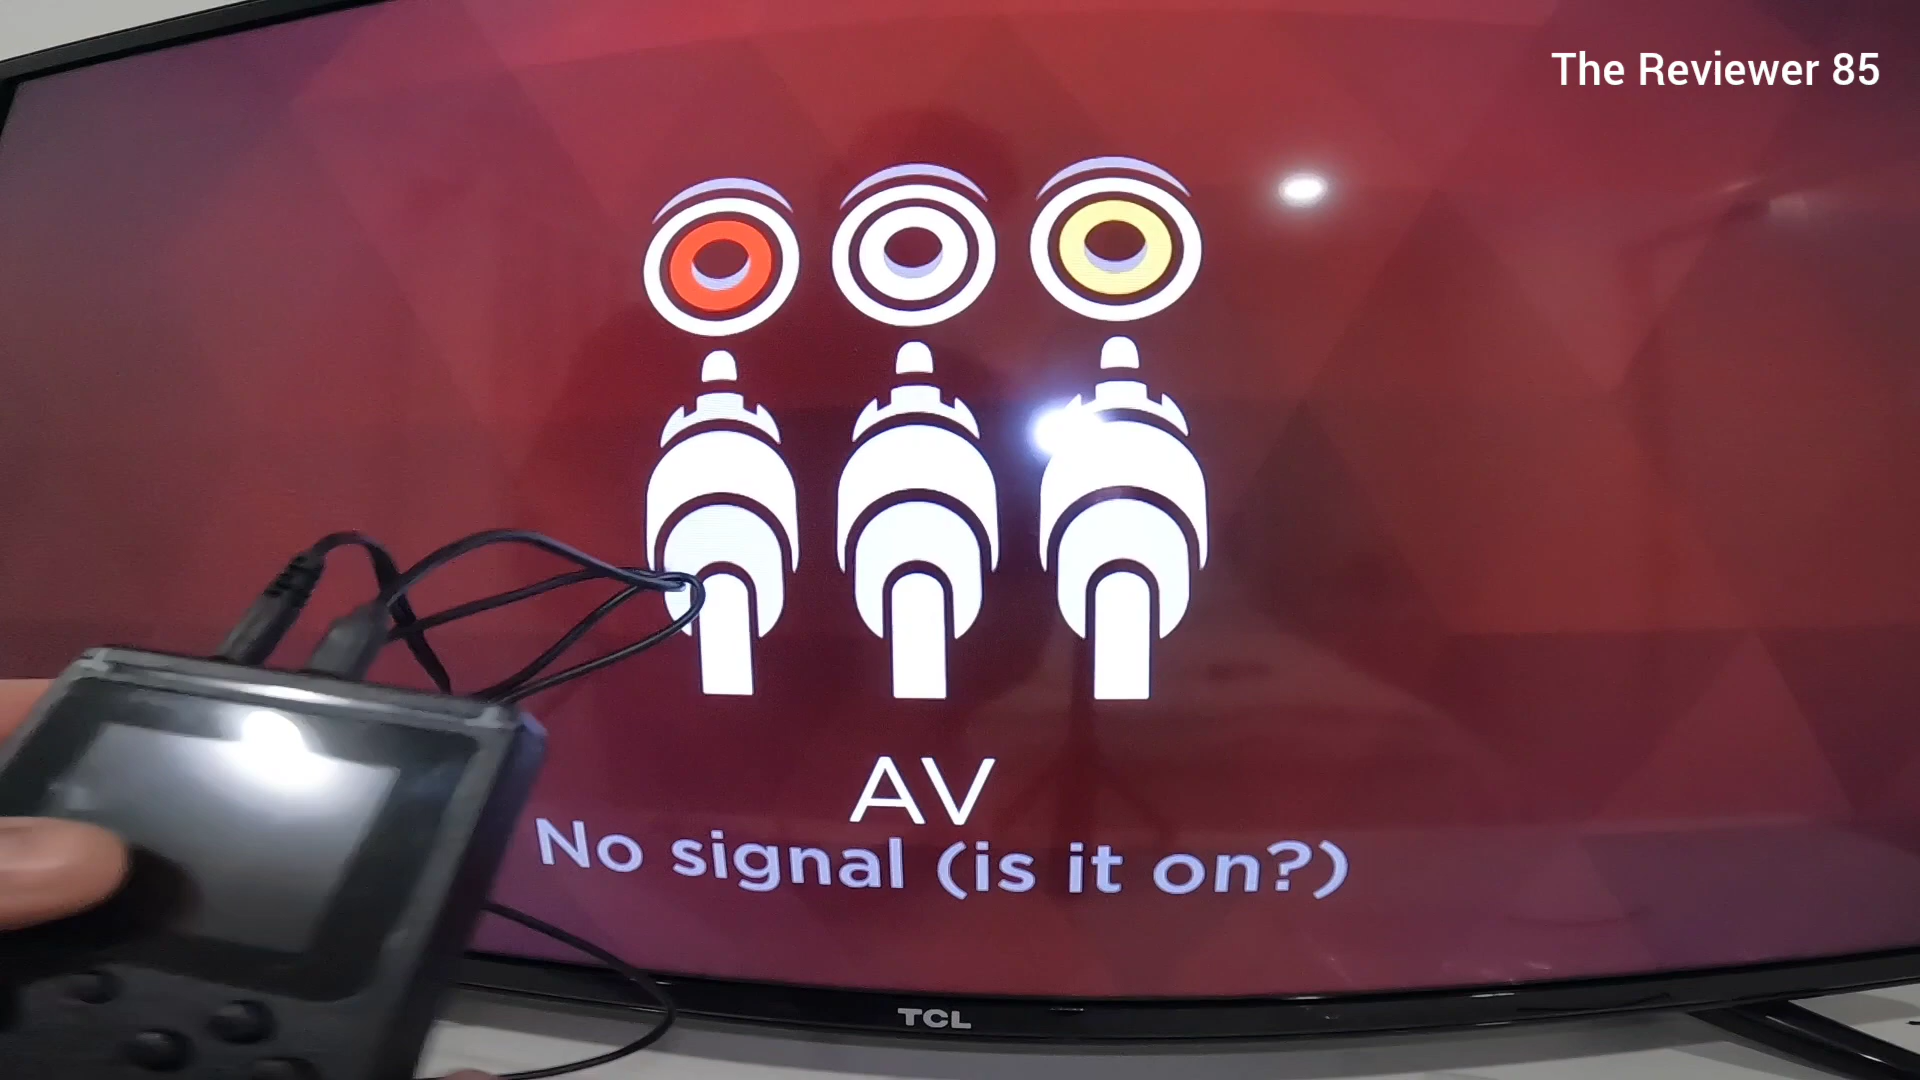 The Reviewer 85
AV
No signal (is it on?)
TCL